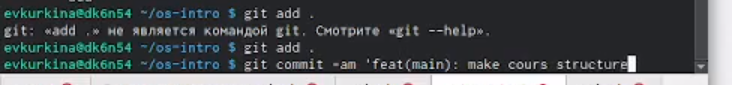 evkurkina@dk6n54 ~/os-intro $ git add .
git: «add .» не является командой git. Смотрите «git --help».
evkurkina@dk6n54 ~/os-intro $ git add .
evkurkina@dk6n54 ~/os-intro $ git commit -am 'feat(main): make cours structure